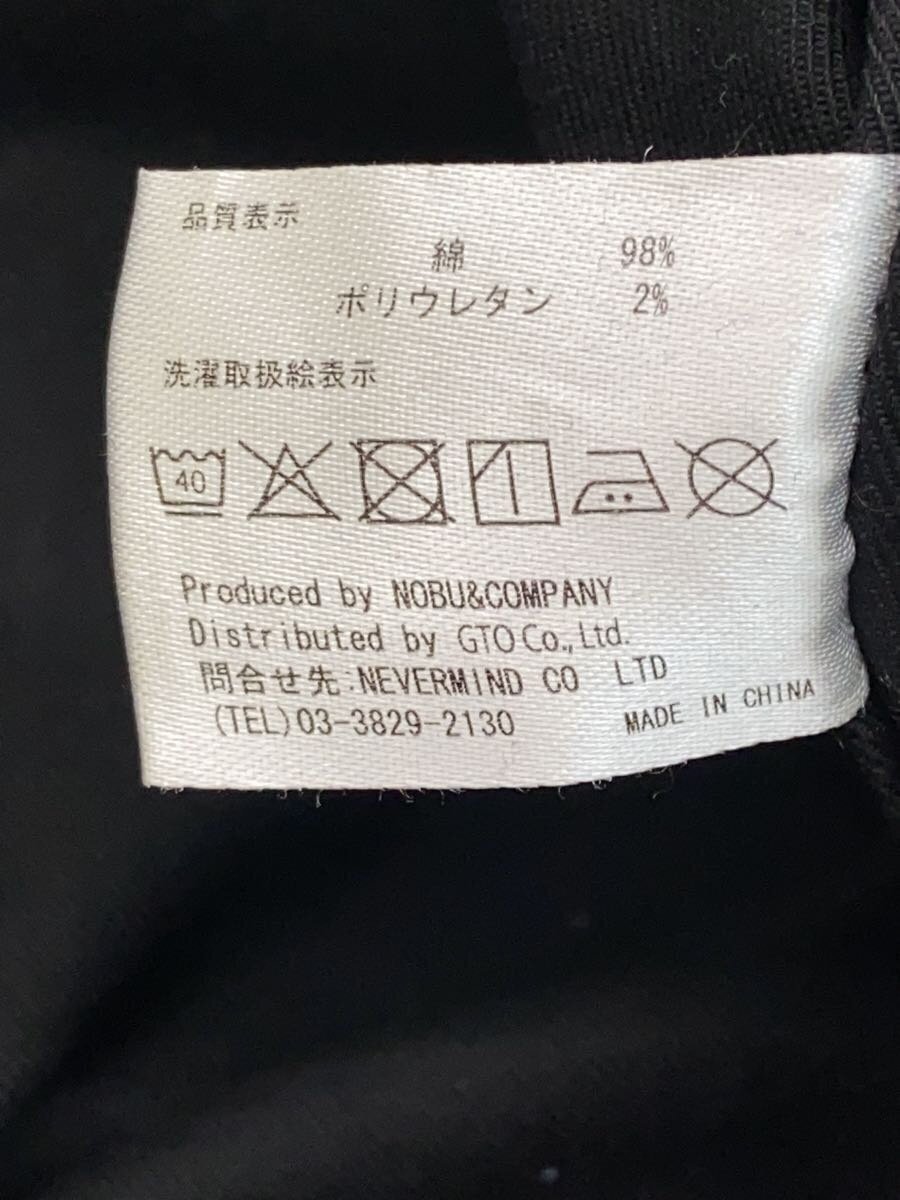 品質表示
綿 98%
ポリウレタン 2%
洗濯取扱絵表示
40
Produced by NOBU&COMPANY
Distributed by GTO Co., Ltd.
問合せ先:NEVERMIND CO LTD
(TEL)03-3829-2130
MADE IN CHINA